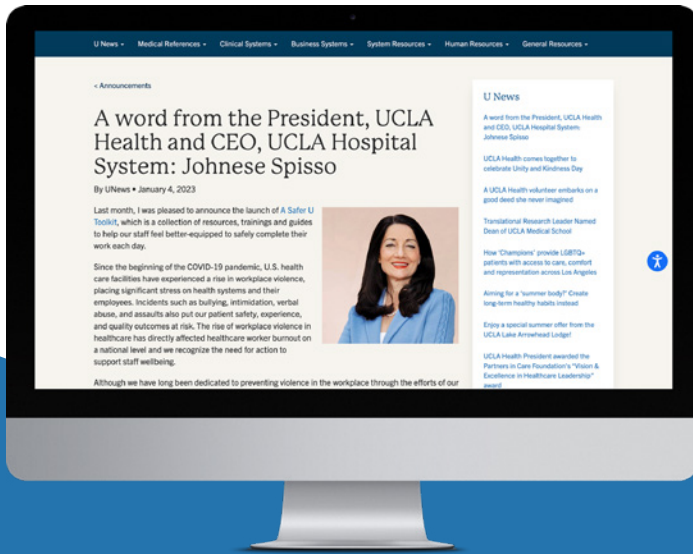 U News Medical References Clinical Systems Business Systems System Resources Human Resources General Resources
< Announcements
A word from the President, UCLA
Health and CEO, UCLA Hospital
System: Johnese Spisso
By UNews • January 4, 2023
Last month, I was pleased to announce the launch of A Safer U
Toolkit, which is a collection of resources, trainings and guides
to help our staff feel better-equipped to safely complete their
work each day.
Since the beginning of the COVID-19 pandemic, U.S. health
care facilities have experienced a rise in workplace violence,
placing significant stress on health systems and their
employees. Incidents such as bullying, intimidation, verbal
abuse, and assaults also put our patient safety, experience,
and quality outcomes at risk. The rise of workplace violence in
healthcare has directly affected healthcare worker burnout on
a national level and we recognize the need for action to
support staff wellbeing.
Although we have long been dedicated to preventing violence in the workplace through the efforts of our
U News
A word from the President, UCLA Health
and CEO, UCLA Hospital System:
Johnese Spisso
UCLA Health comes together to
celebrate Unity and Kindness Day
A UCLA Health volunteer embarks on a
good deed she never imagined
Translational Research Leader Named
Dean of UCLA Medical School
How 'Champions' provide LGBTQ+
patients with access to care, comfort
and representation across Los Angeles
Aiming for a 'summer body?' Create
long-term healthy habits instead
Enjoy a special summer offer from the
UCLA Lake Arrowhead Lodge!
UCLA Health President awarded the
Partners in Care Foundation's "Vision &
Excellence in Healthcare Leadership"
award